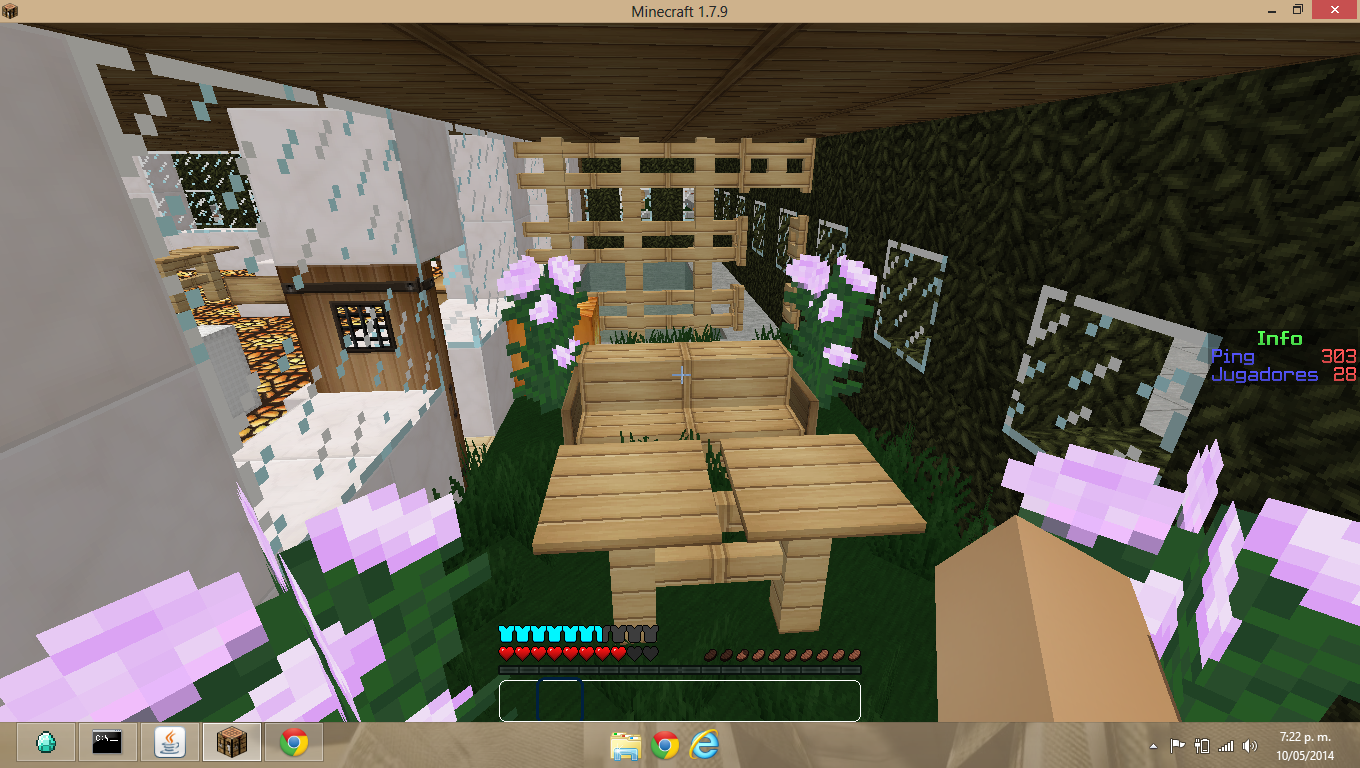 Minecraft 1.7.9
Info
Ping 303
Jugadores 28
C:\_
7:22 p. m.
10/05/2014